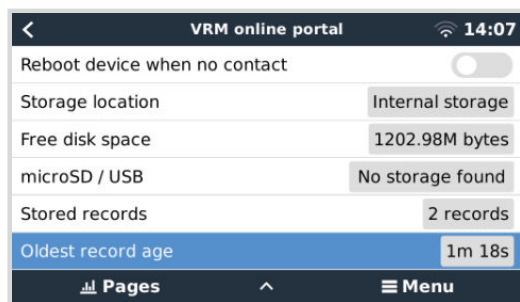 VRM online portal 14:07
Reboot device when no contact
Storage location Internal storage
Free disk space 1202.98M bytes
microSD / USB No storage found
Stored records 2 records
Oldest record age 1m 18s
Pages Menu